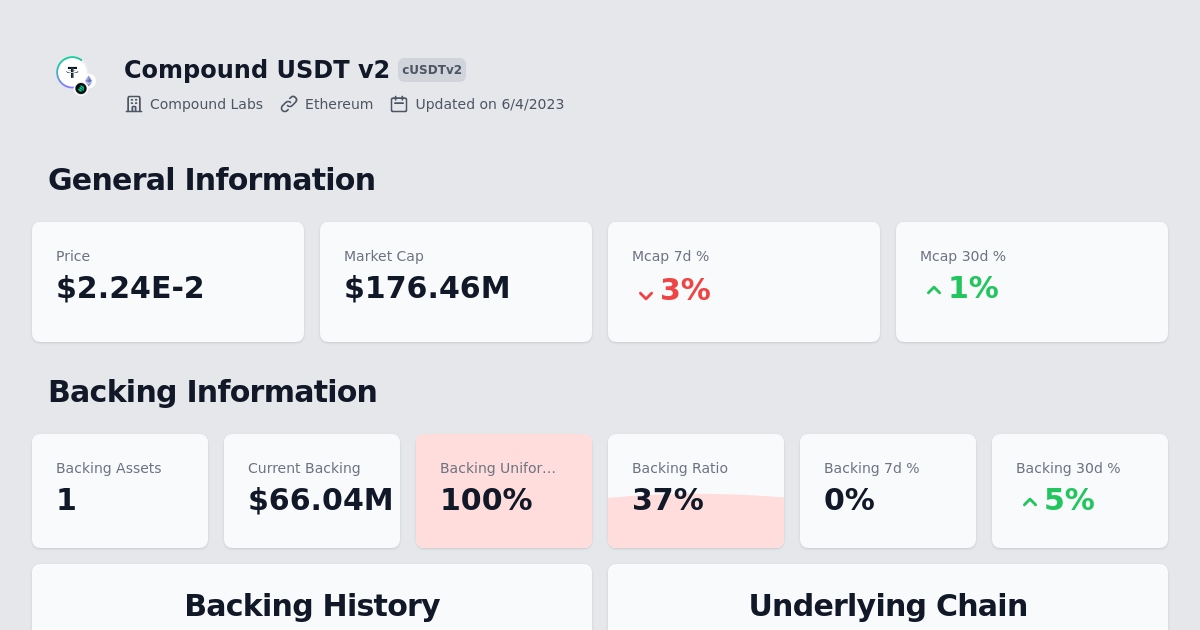 Compound USDT v2 cUSDTv2
Compound Labs Ethereum Updated on 6/4/2023
General Information
Price Market Cap Mcap 7d % Mcap 30d %
$2.24E-2 $176.46M 3% 1%
Backing Information
Backing Assets Current Backing Backing Unifor... Backing Ratio Backing 7d % Backing 30d %
1 $66.04M 100% 37% 0% 5%
Backing History Underlying Chain